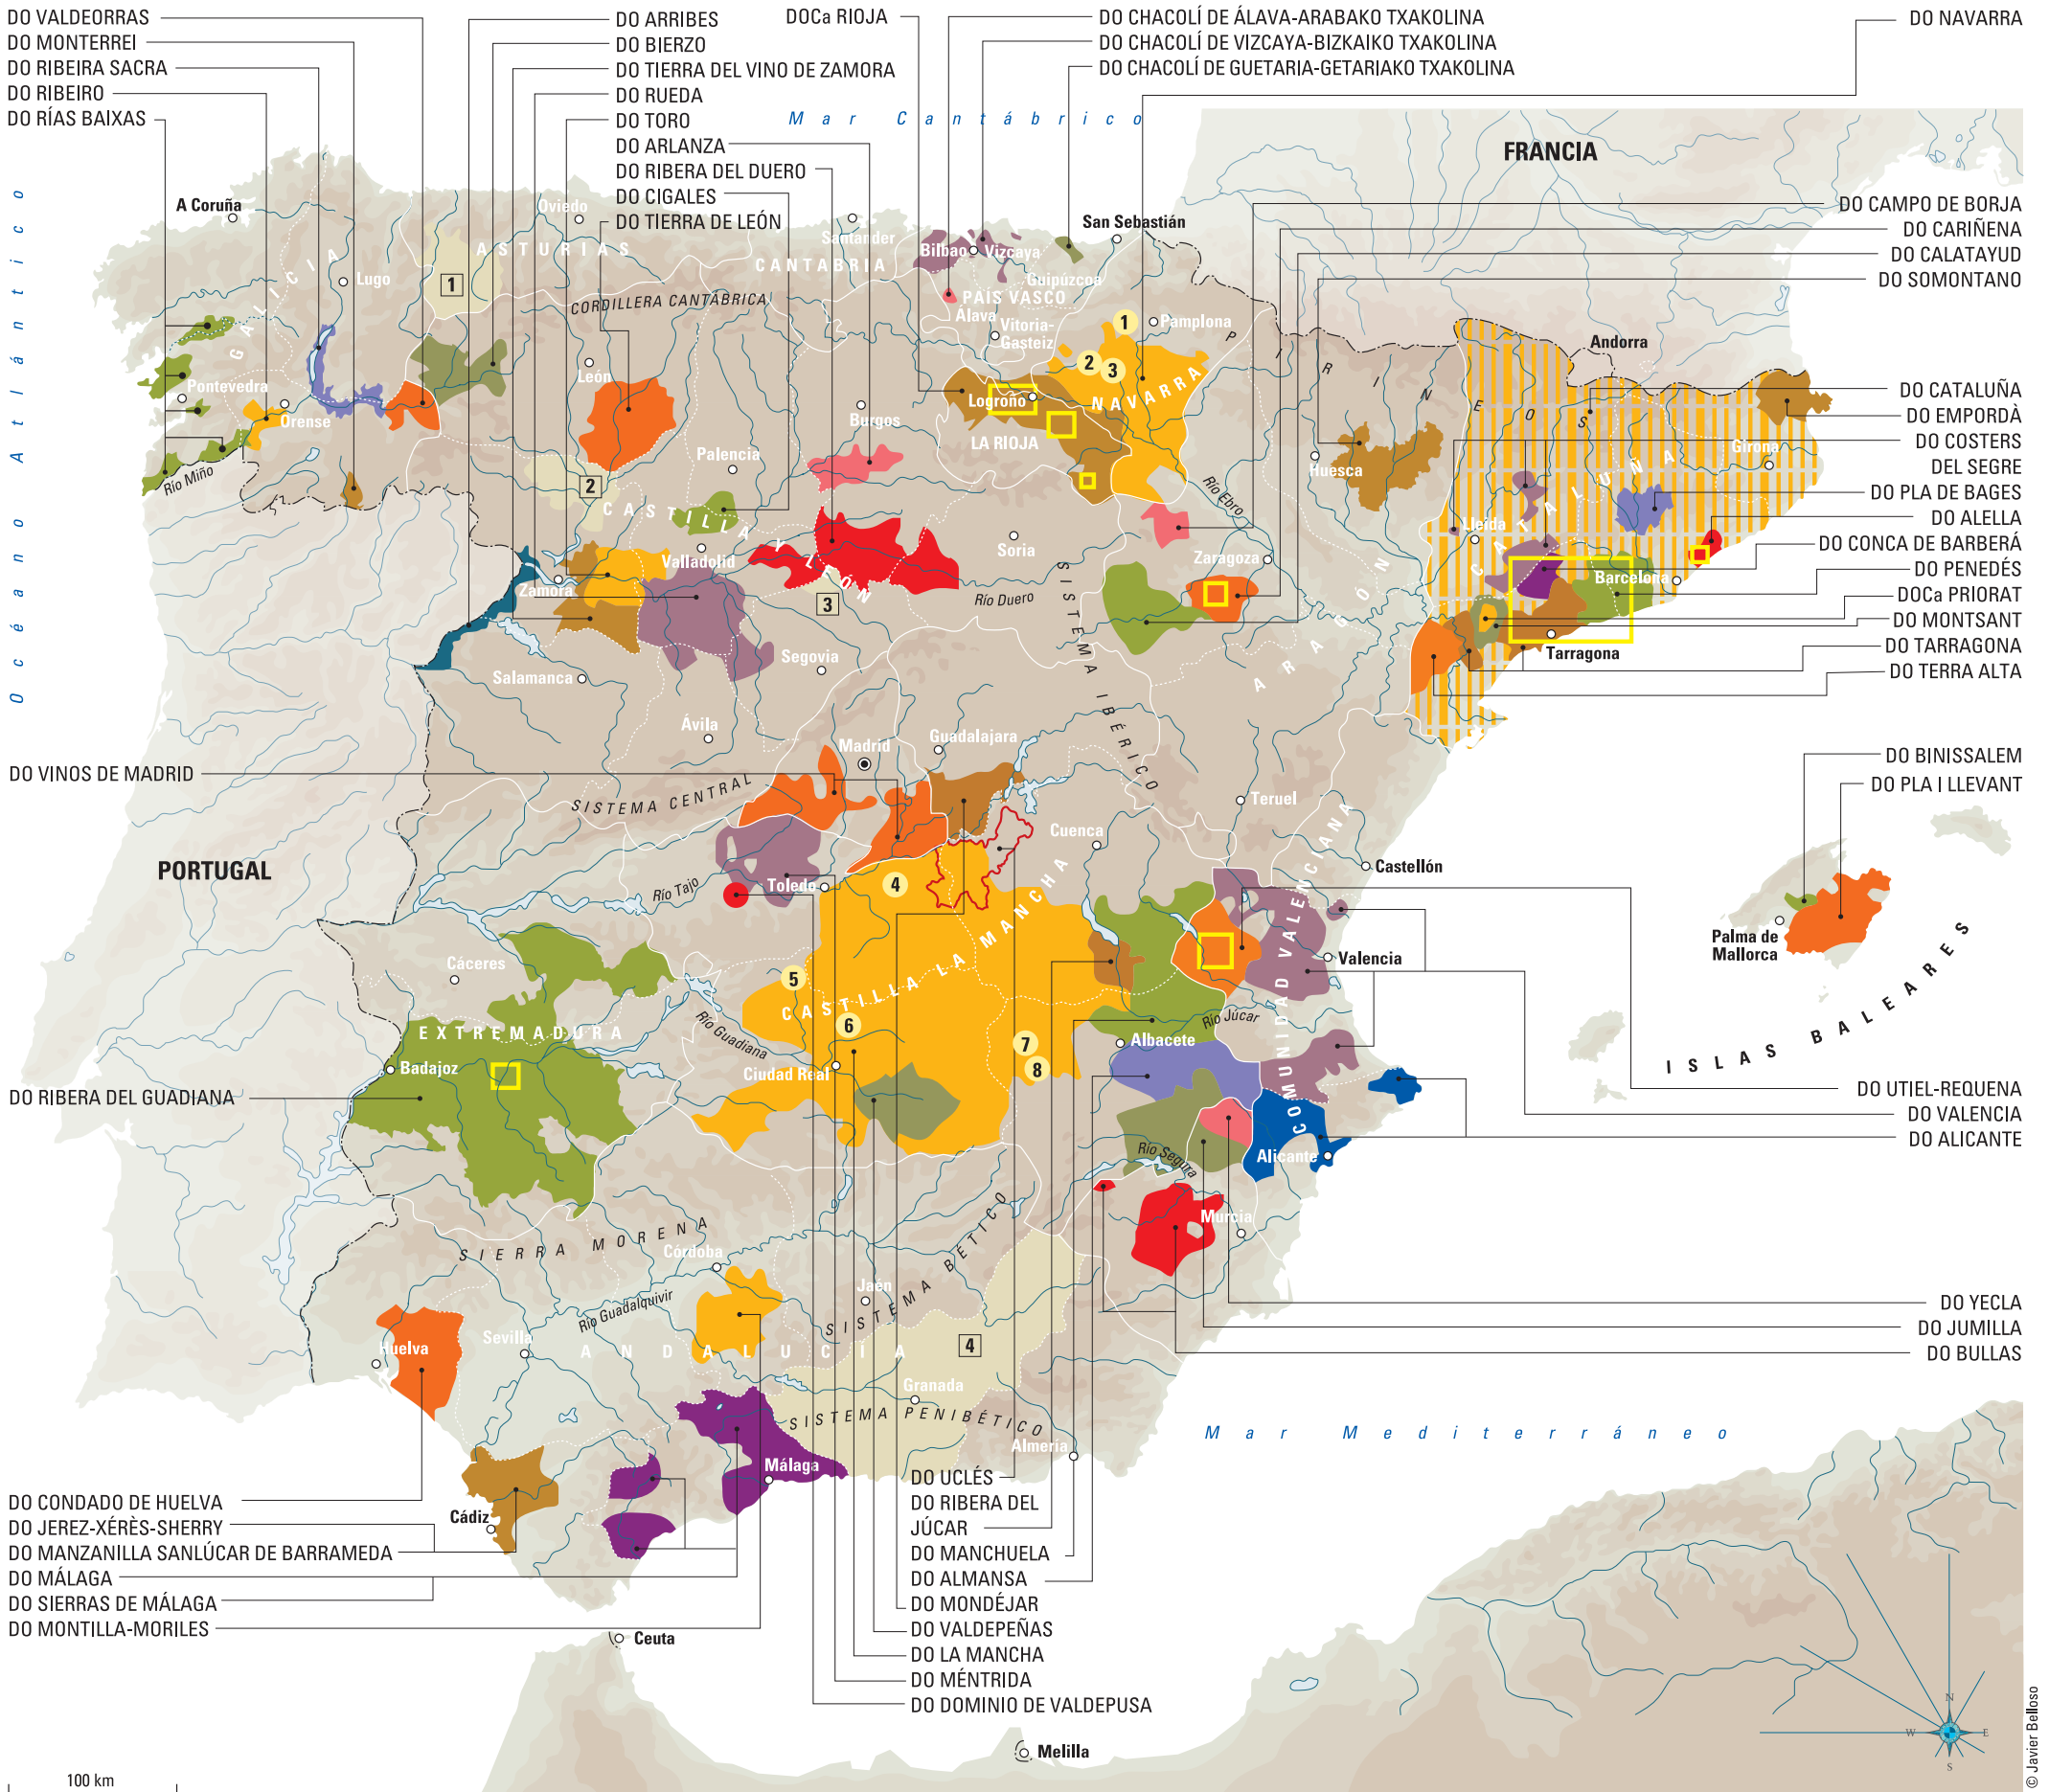 DO VALDEORRAS
DO MONTERREI
DO RIBEIRA SACRA
DO RIBEIRO
DO RÍAS BAIXAS
DO ARRIBES
DO BIERZO
DO TIERRA DEL VINO DE ZAMORA
DO RUEDA
DO TORO
DO ARLANZA
DO RIBERA DEL DUERO
DO CIGALES
DO TIERRA DE LEÓN
DOCa RIOJA
DO CHACOLÍ DE ÁLAVA-ARABAKO TXAKOLINA
DO CHACOLÍ DE VIZCAYA-BIZKAIKO TXAKOLINA
DO CHACOLÍ DE GUETARIA-GETARIAKO TXAKOLINA
DO NAVARRA
Mar Cantábrico
Océano Atlántico
FRANCIA
DO CAMPO DE BORJA
DO CARIÑENA
DO CALATAYUD
DO SOMONTANO
A Coruña
Lugo
GALICIA
Pontevedra
Orense
Río Miño
1
Oviedo
ASTURIAS
Santander
CANTABRIA
CORDILLERA CANTÁBRICA
Bilbao
Vizcaya
San Sebastián
Guipúzcoa
PAÍS VASCO
Álava
Vitoria-
Gasteiz
1
Pamplona
2
3
NAVARRA
PIRINEOS
Andorra
León
Burgos
Logroño
LA RIOJA
Palencia
2
CASTILLA Y LEÓN
Valladolid
Zamora
3
Soria
Río Duero
Río Ebro
Huesca
Zaragoza
ARAGÓN
Lleida
CATALUÑA
Girona
Barcelona
Tarragona
DO CATALUÑA
DO EMPORDÀ
DO COSTERS
DEL SEGRE
DO PLA DE BAGES
DO ALELLA
DO CONCA DE BARBERÁ
DO PENEDÉS
DOCa PRIORAT
DO MONTSANT
DO TARRAGONA
DO TERRA ALTA
Salamanca
Segovia
Ávila
SISTEMA IBÉRICO
SISTEMA CENTRAL
Madrid
Guadalajara
Teruel
Cuenca
DO VINOS DE MADRID
DO BINISSALEM
DO PLA I LLEVANT
PORTUGAL
Río Tajo
Toledo
4
CASTILLA LA MANCHA
Castellón
COMUNIDAD VALENCIANA
Valencia
Palma de
Mallorca
ISLAS BALEARES
Cáceres
EXTREMADURA
Badajoz
DO RIBERA DEL GUADIANA
5
6
Río Guadiana
Ciudad Real
7
8
Albacete
Río Júcar
DO UTIEL-REQUENA
DO VALENCIA
DO ALICANTE
Alicante
Río Segura
Murcia
SIERRA MORENA
Córdoba
SISTEMA BÉTICO
Jaén
Río Guadalquivir
Huelva
Sevilla
ANDALUCÍA
4
Granada
SISTEMA PENIBÉTICO
Almería
Málaga
Cádiz
DO YECLA
DO JUMILLA
DO BULLAS
Mar Mediterráneo
DO CONDADO DE HUELVA
DO JEREZ-XÉRÈS-SHERRY
DO MANZANILLA SANLÚCAR DE BARRAMEDA
DO MÁLAGA
DO SIERRAS DE MÁLAGA
DO MONTILLA-MORILES
DO UCLÉS
DO RIBERA DEL
JÚCAR
DO MANCHUELA
DO ALMANSA
DO MONDÉJAR
DO VALDEPEÑAS
DO LA MANCHA
DO MÉNTRIDA
DO DOMINIO DE VALDEPUSA
Ceuta
Melilla
100 km
N
W
E
S
© Javier Belloso